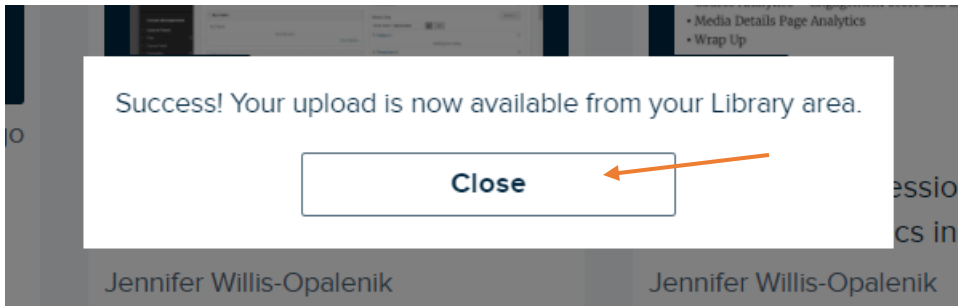 • Media Details Page Analytics
• Wrap Up
Success! Your upload is now available from your Library area.
Close
Jennifer Willis-Opalenik
Jennifer Willis-Opalenik